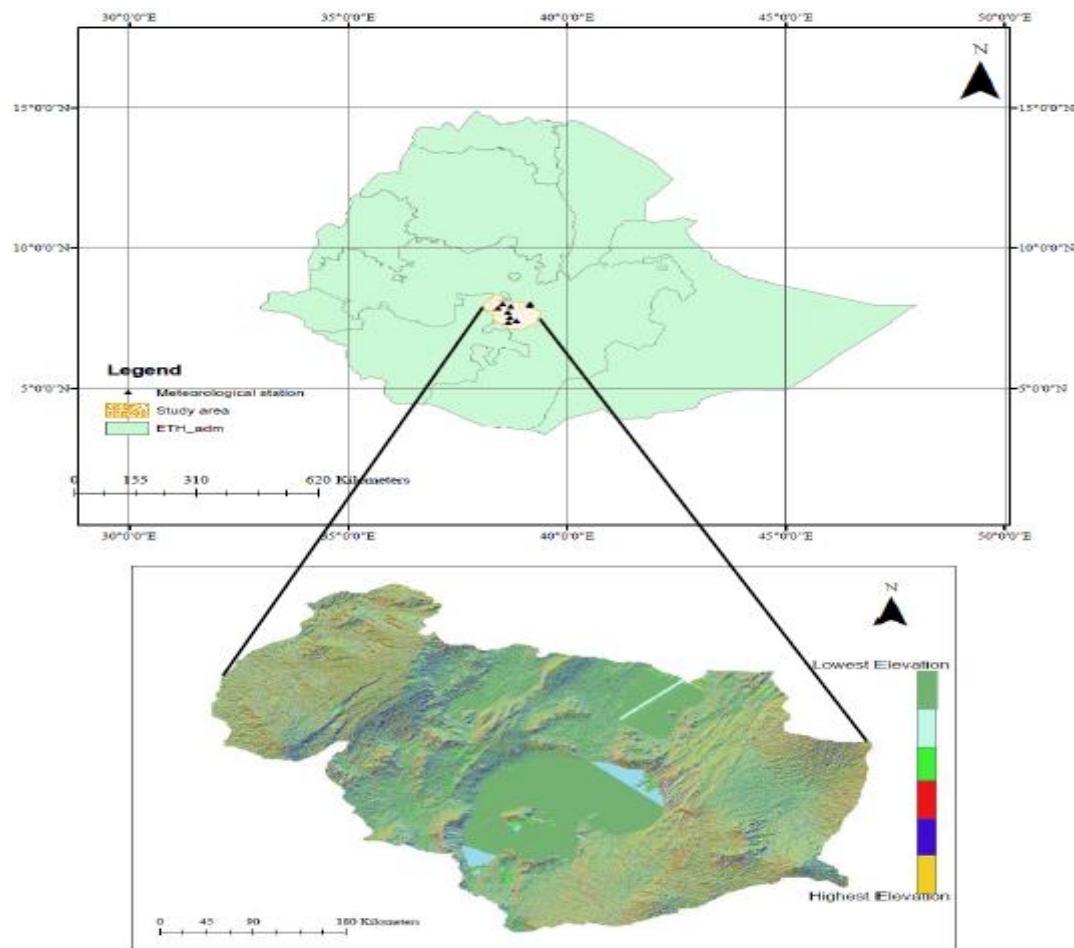 30°0'0"E 35°0'0"E 40°0'0"E 45°0'0"E 50°0'0"E
N
15°0'0"N 15°0'0"N
10°0'0"N 10°0'0"N
Legend
5°0'0"N 5°0'0"N
Meteorological station
Study area
ETH_adm
0 155 310 620 Kilometers
30°0'0"E 35°0'0"E 40°0'0"E 45°0'0"E 50°0'0"E
N
Lowest Elevation
Highest Elevation
0 45 90 180 Kilometers